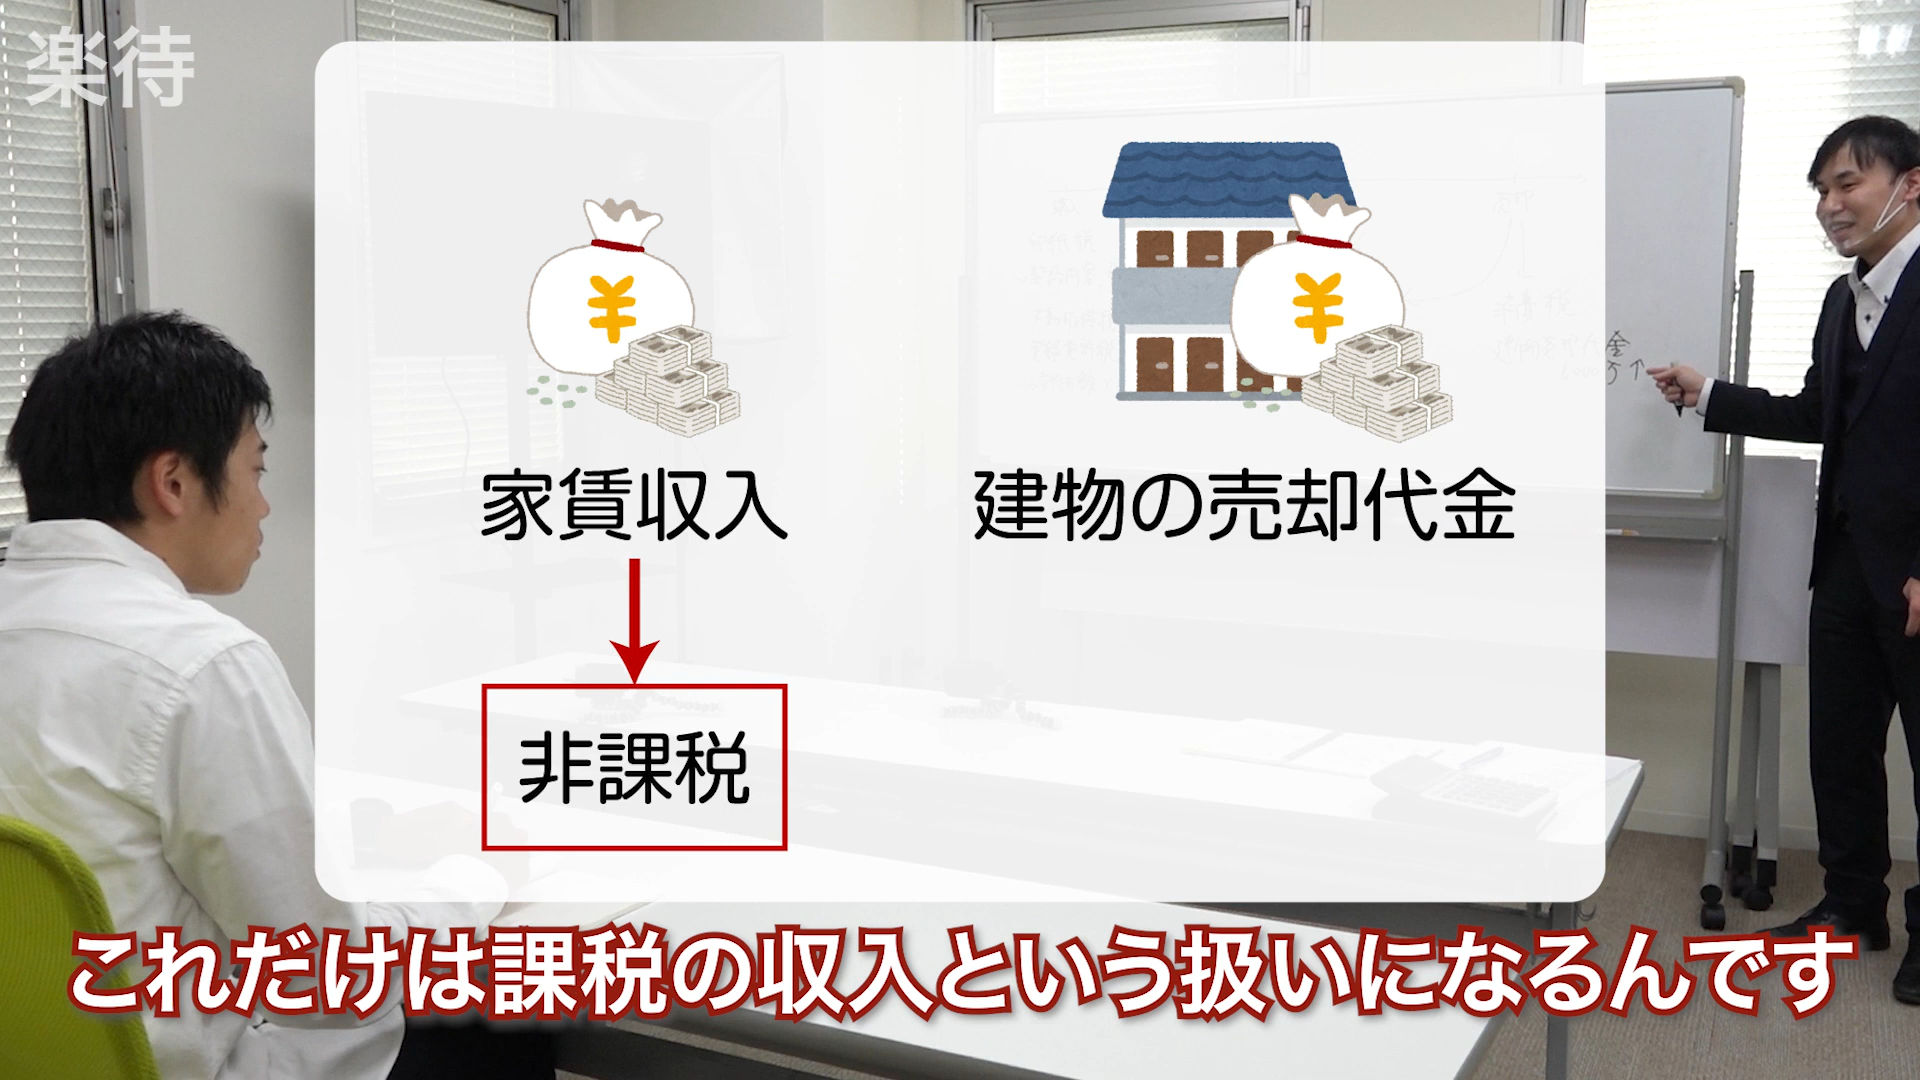 楽待
家賃収入
建物の売却代金
非課税
これだけは課税の収入という扱いになるんです